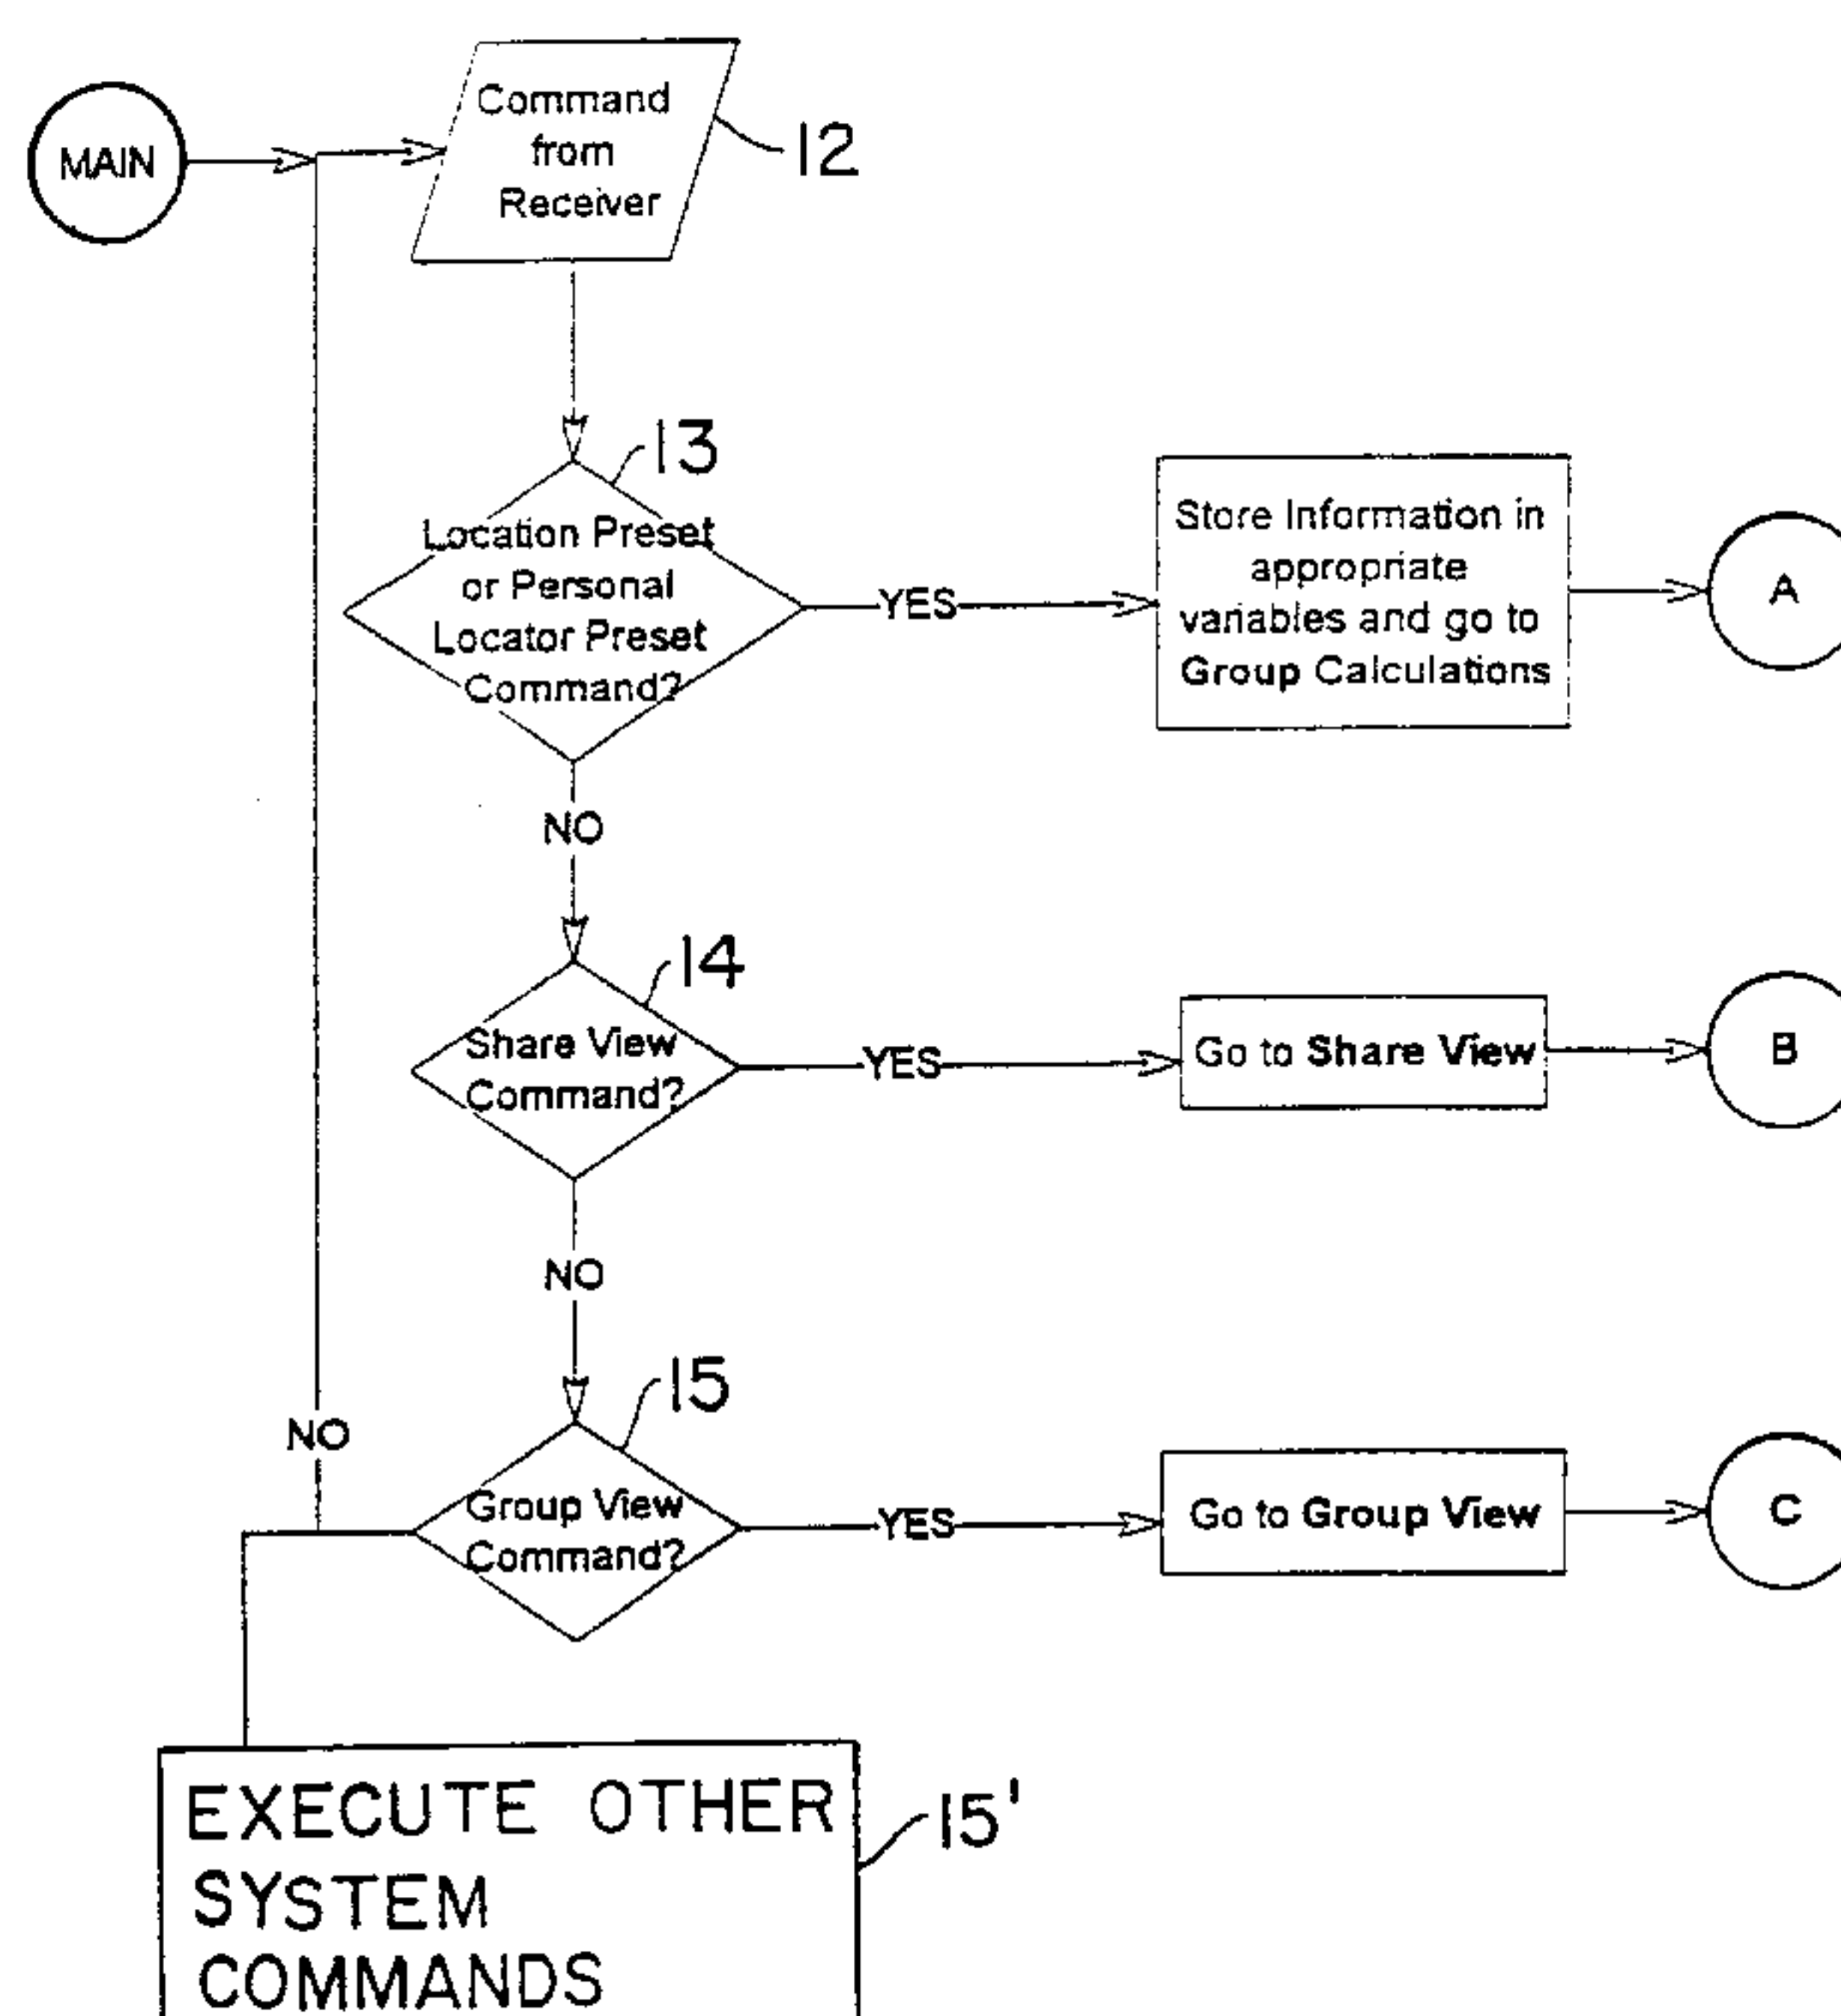 MAIN
Command
from
Receiver
12
13
Location Preset
or Personal
Locator Preset
Command?
YES
Store Information in
appropriate
variables and go to
Group Calculations
A
NO
14
Share View
Command?
YES
Go to Share View
B
NO
15
NO
Group View
Command?
YES
Go to Group View
C
EXECUTE OTHER
SYSTEM
COMMANDS
15'